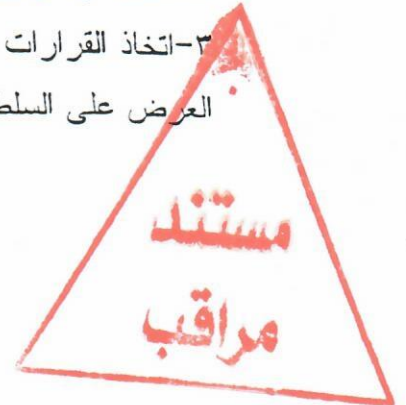 ٣-اتخاذ القرارات
العرض على السلط
مستند
مراقب